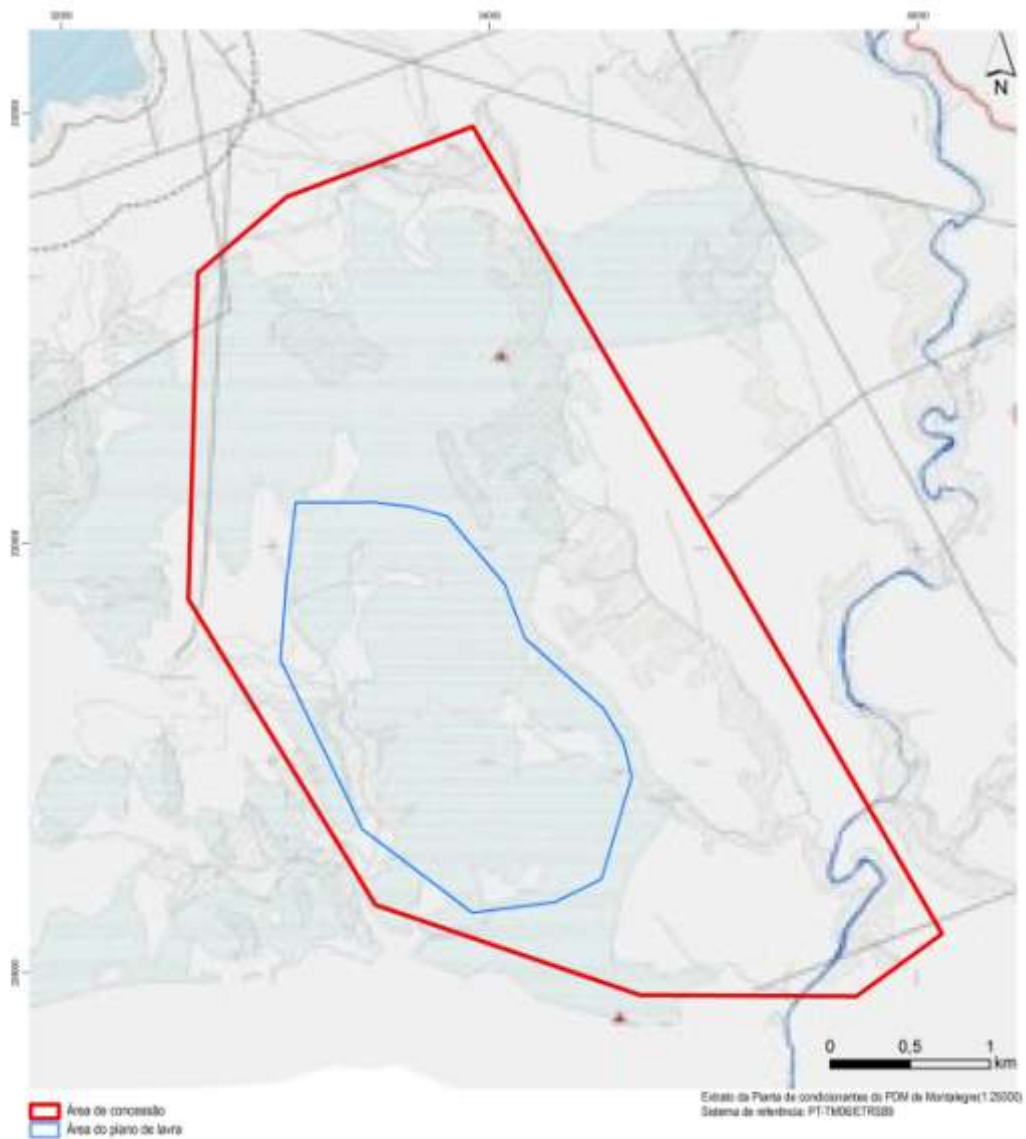 N
0 0,5 1
km
Área de concessão
Área do plano de lavra
Extrato da Planta de condicionantes do PDM de Montalegre(1:25000)
Sistema de referência: PT-TM06/ETRS89